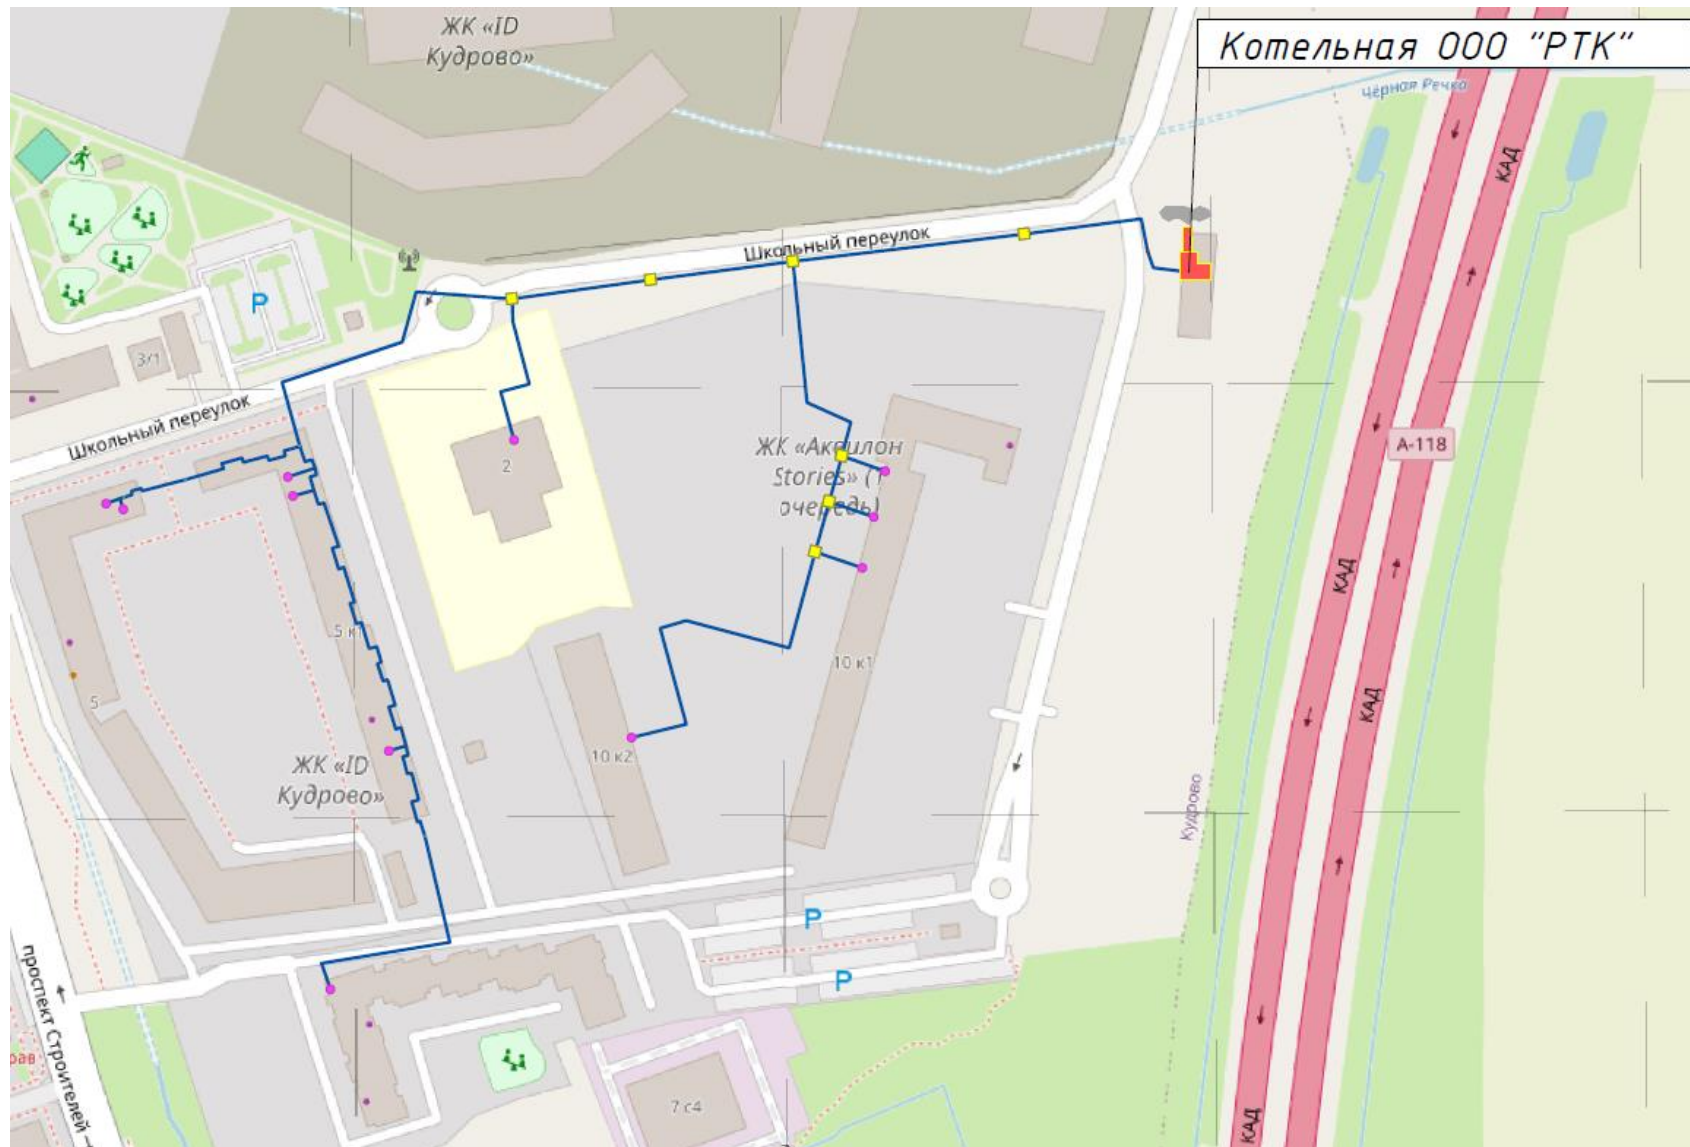 ЖК «ID
Кудрово»
Котельная ООО "РТК"
Чёрная Речка
КАД
Школьный переулок
P
3/1
Школьный переулок
А-118
2
ЖК «Аквилон
Stories» (1
очередь)
КАД
5 к1
10 к1
5
КАД
10 к2
ЖК «ID
Кудрово»
Кудрово
P
P
проспект Строителей
7 с4
КАД